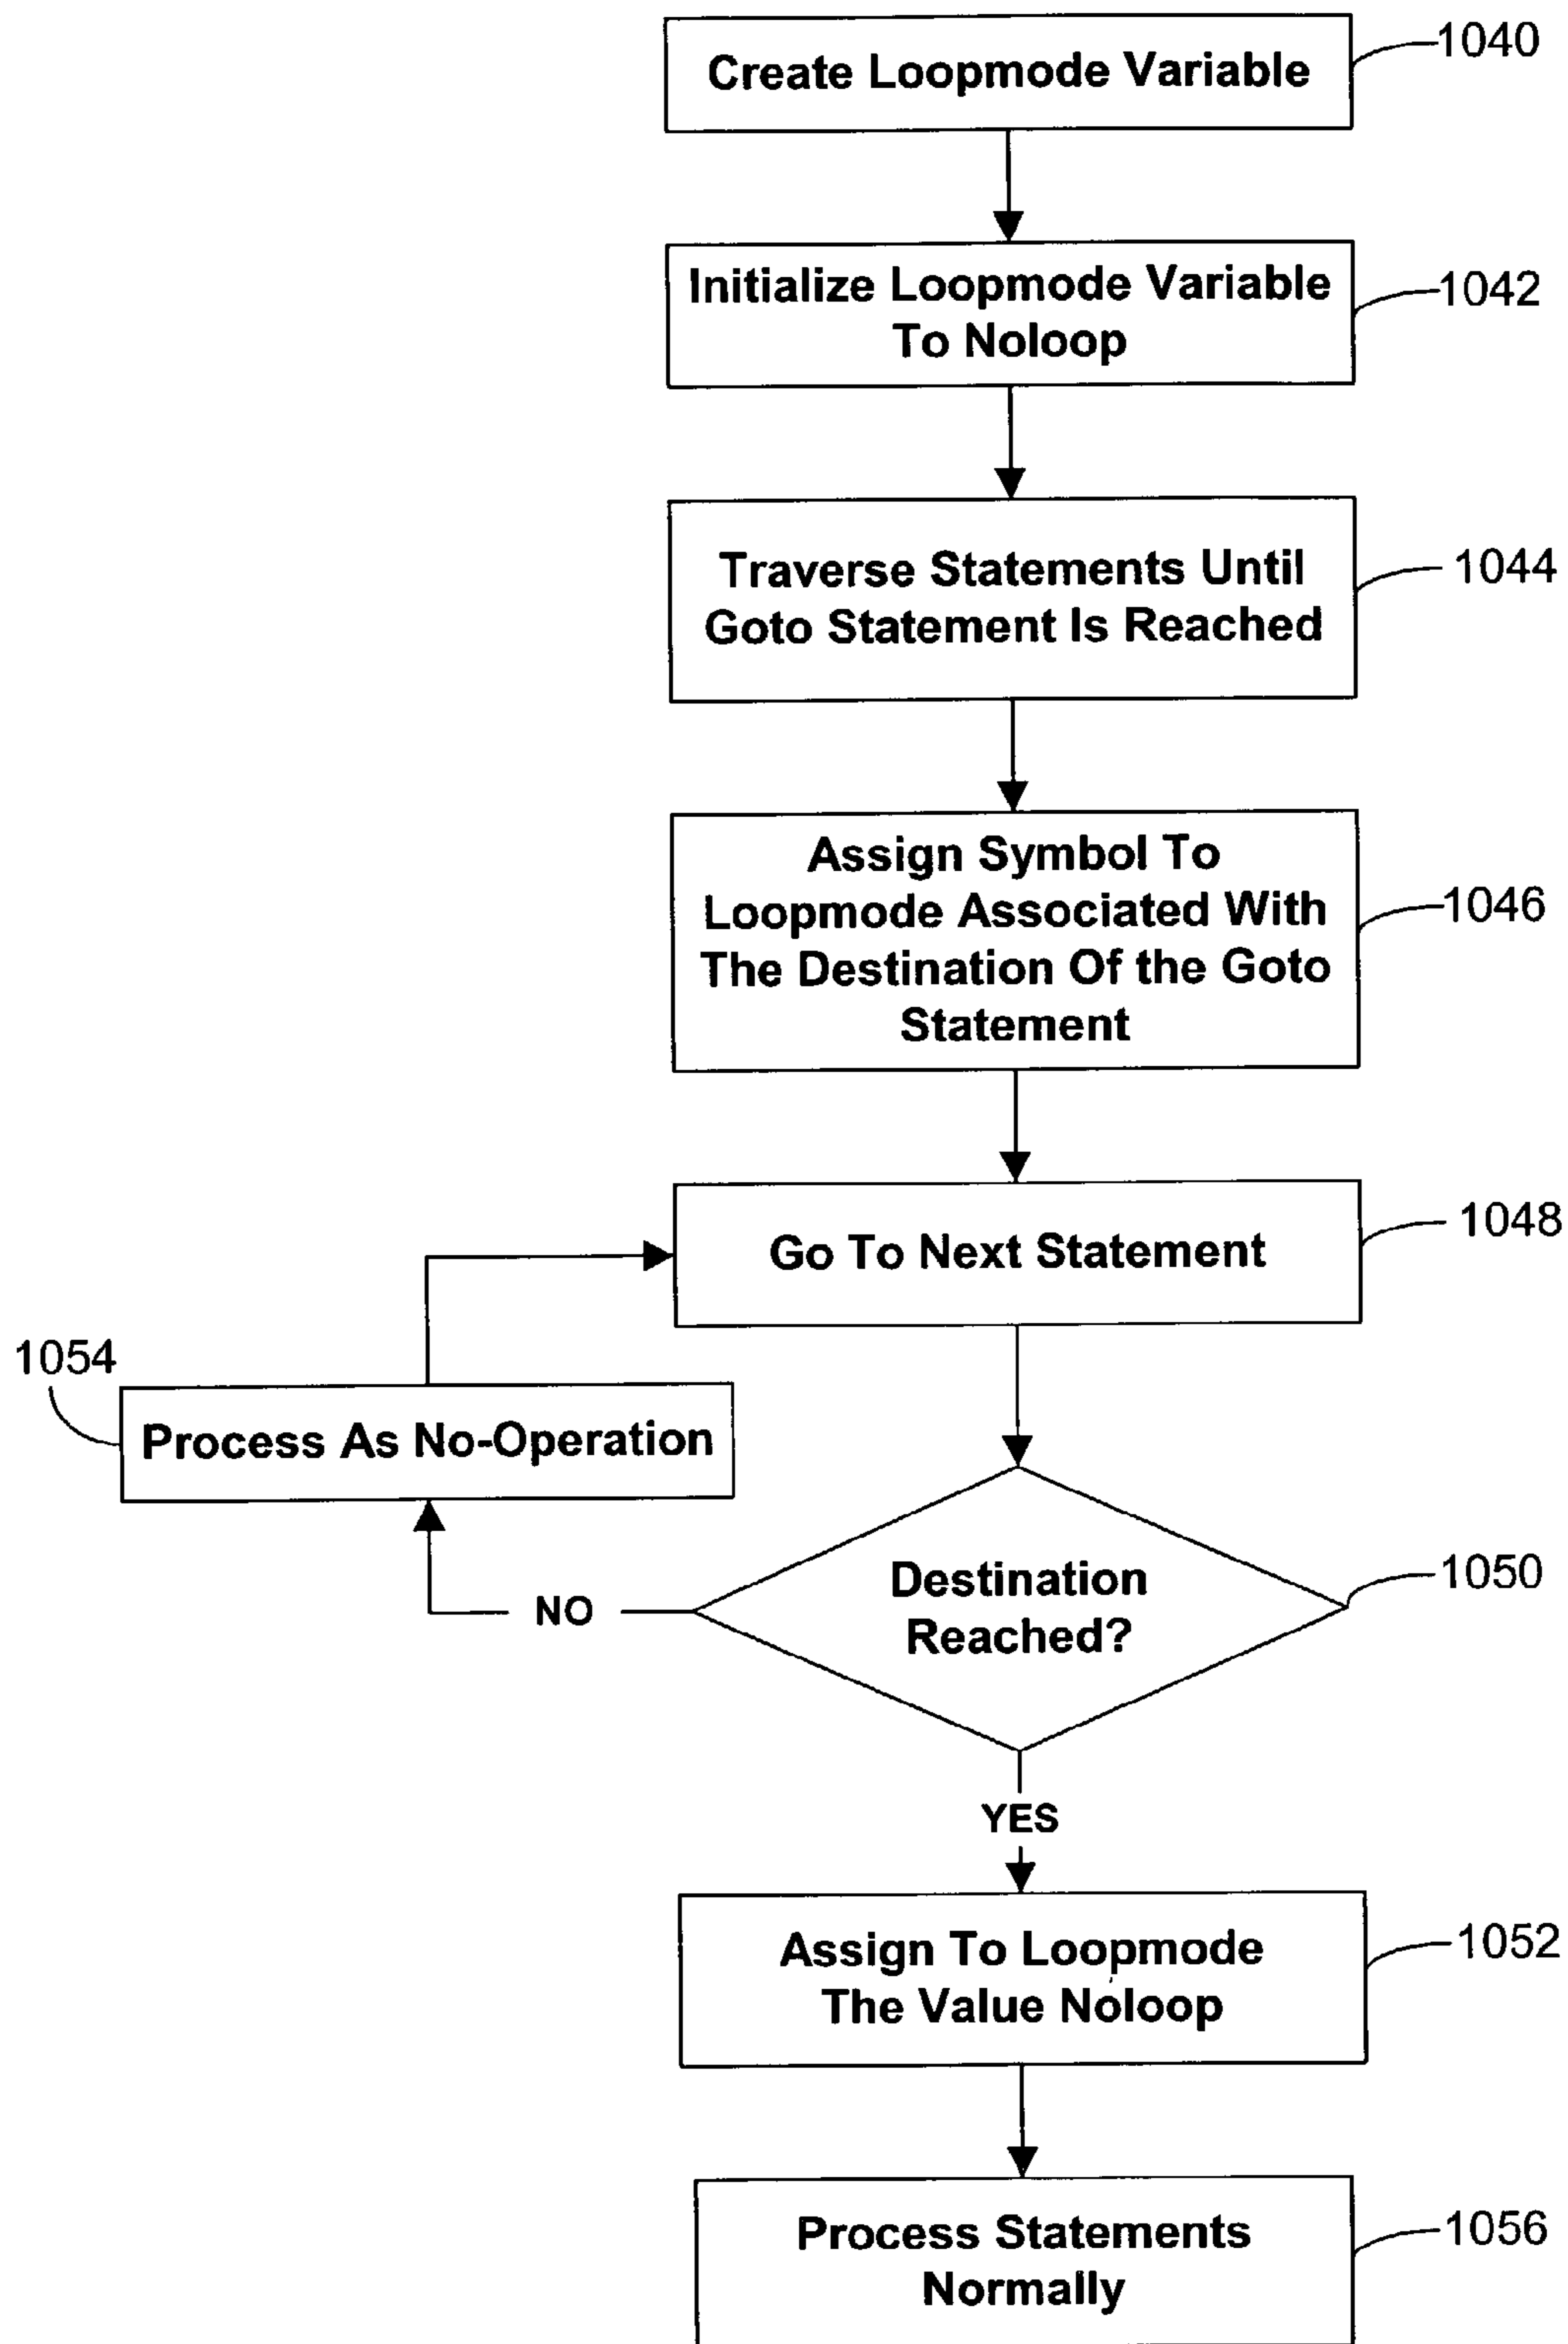 Create Loopmode Variable
1040
Initialize Loopmode Variable
To Noloop
1042
Traverse Statements Until
Goto Statement Is Reached
1044
Assign Symbol To
Loopmode Associated With
The Destination Of the Goto
Statement
1046
Go To Next Statement
1048
1054
Process As No-Operation
Destination
Reached?
1050
NO
YES
Assign To Loopmode
The Value Noloop
1052
Process Statements
Normally
1056